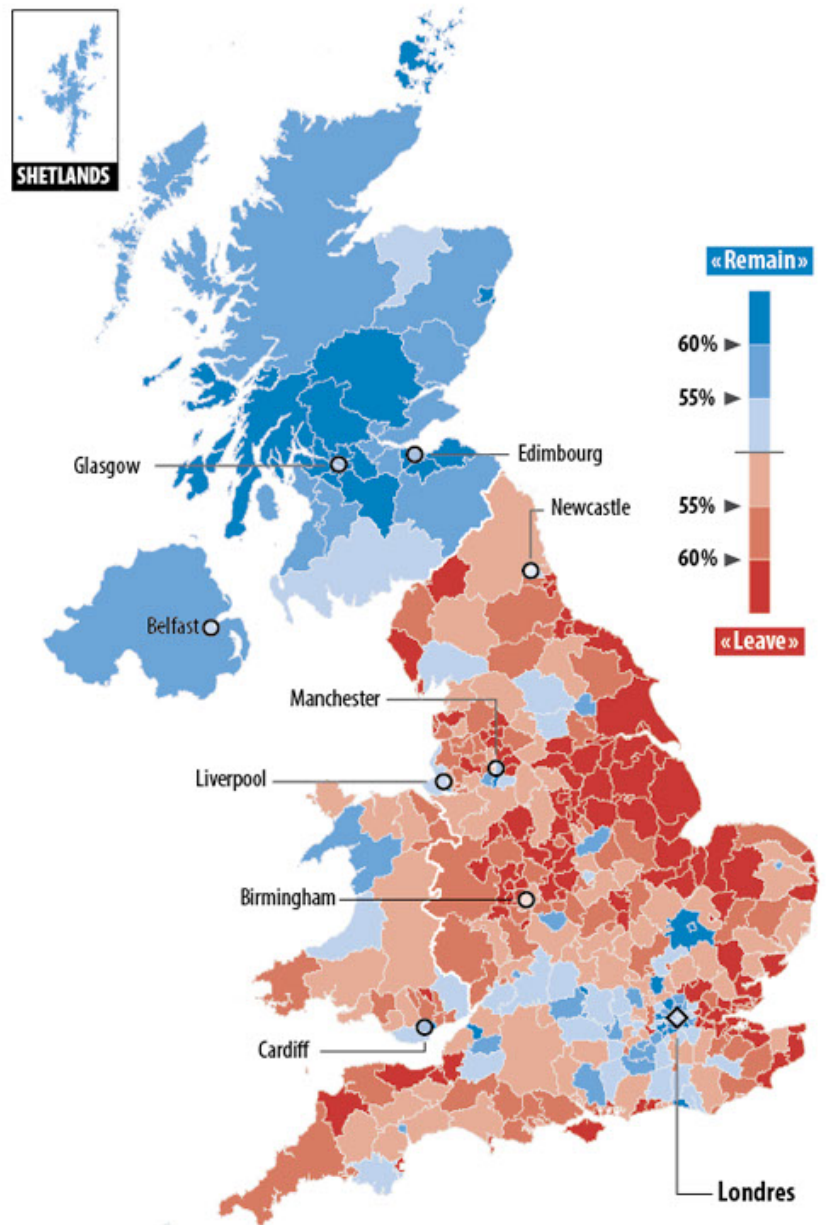 SHETLANDS
«Remain»
60%
55%
Glasgow
Edimbourg
Newcastle
55%
60%
Belfast
«Leave»
Manchester
Liverpool
Birmingham
Cardiff
Londres